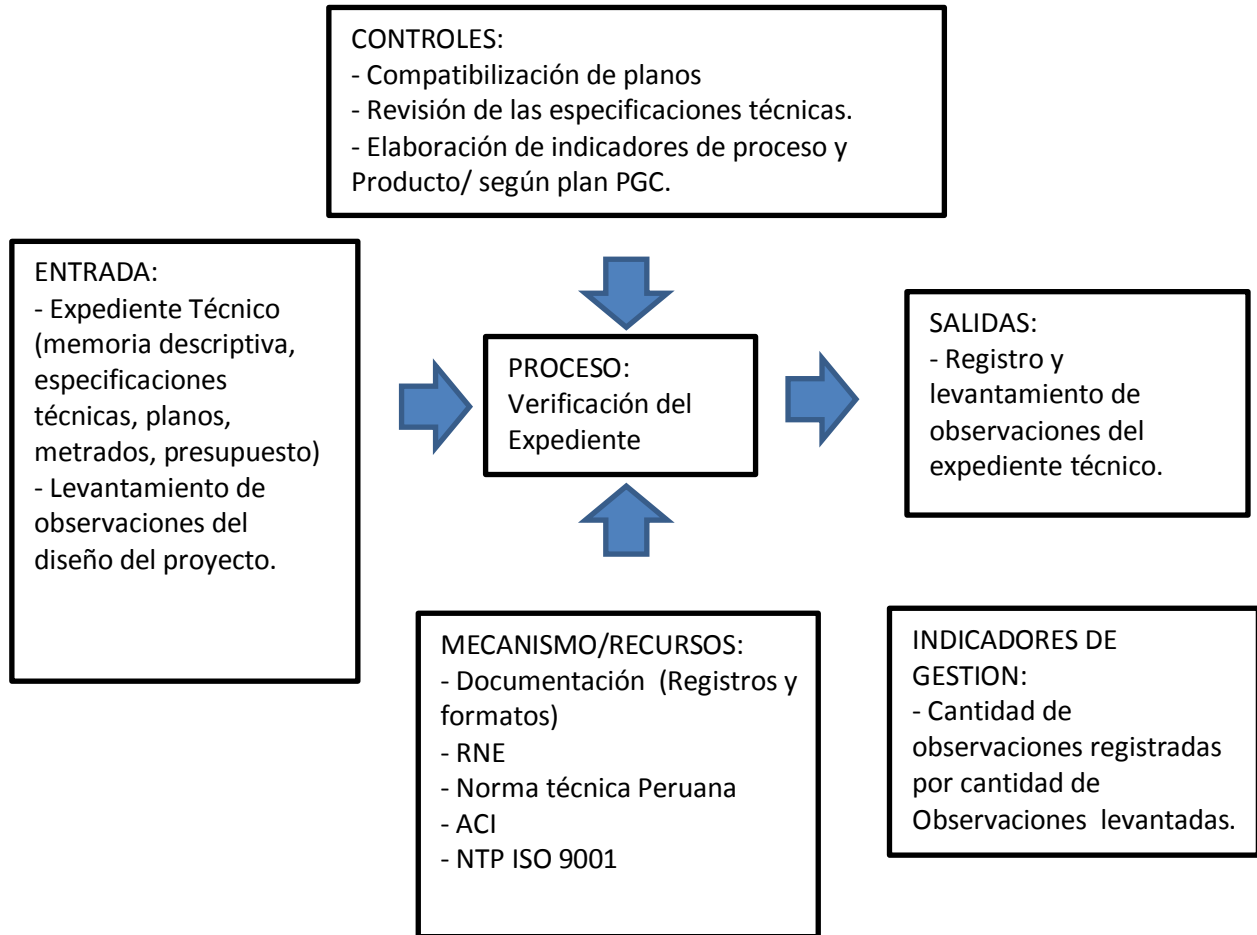 CONTROLES:
- Compatibilización de planos
- Revisión de las especificaciones técnicas.
- Elaboración de indicadores de proceso y
Producto/ según plan PGC.
ENTRADA:
- Expediente Técnico
(memoria descriptiva,
especificaciones
técnicas, planos,
metrados, presupuesto)
- Levantamiento de
observaciones del
diseño del proyecto.
PROCESO:
Verificación del
Expediente
SALIDAS:
- Registro y
levantamiento de
observaciones del
expediente técnico.
MECANISMO/RECURSOS:
- Documentación (Registros y
formatos)
- RNE
- Norma técnica Peruana
- ACI
- NTP ISO 9001
INDICADORES DE
GESTION:
- Cantidad de
observaciones registradas
por cantidad de
Observaciones levantadas.